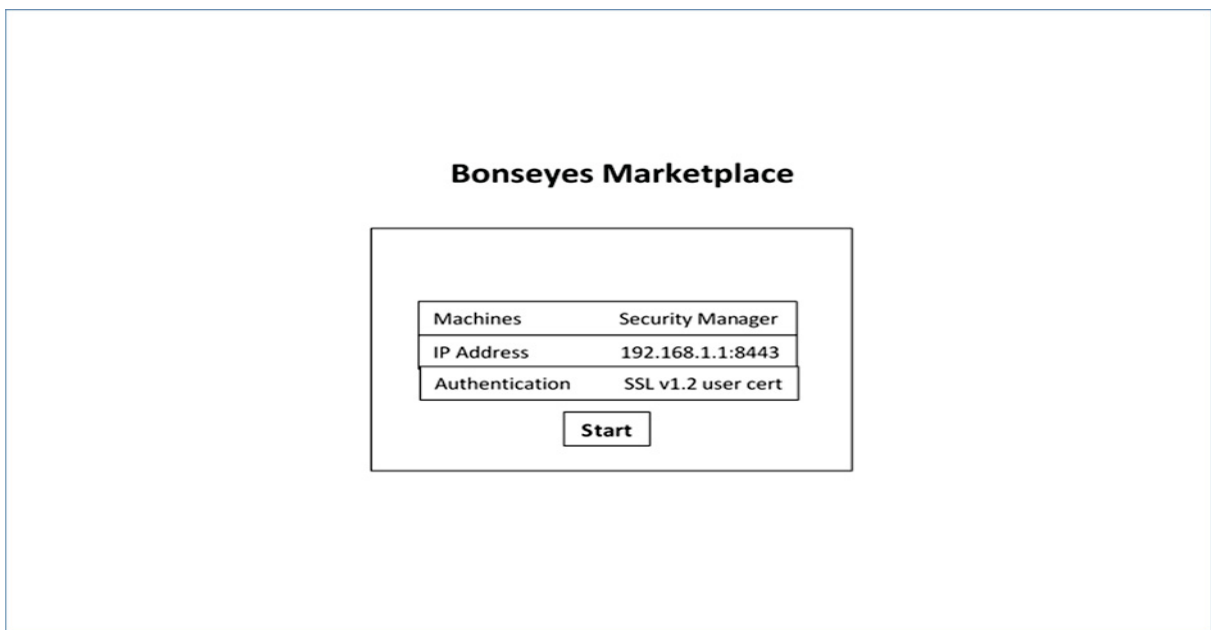 Bonseyes Marketplace
Machines Security Manager
IP Address 192.168.1.1:8443
Authentication SSL v1.2 user cert
Start